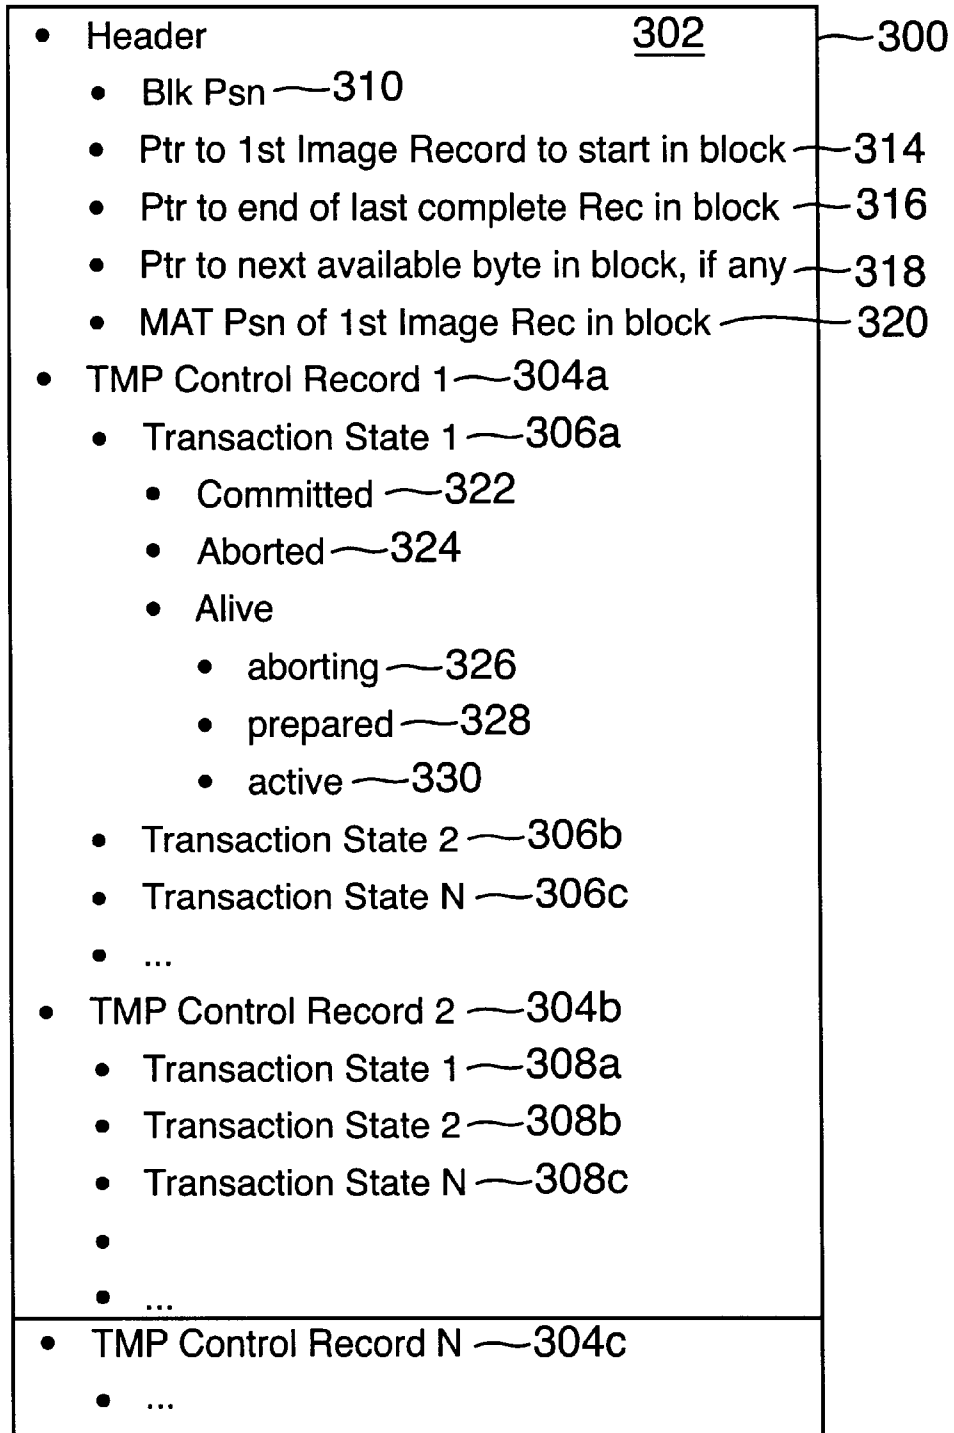 • Header 302 300
• Blk Psn 310
• Ptr to 1st Image Record to start in block 314
• Ptr to end of last complete Rec in block 316
• Ptr to next available byte in block, if any 318
• MAT Psn of 1st Image Rec in block 320
• TMP Control Record 1 304a
• Transaction State 1 306a
• Committed 322
• Aborted 324
• Alive
• aborting 326
• prepared 328
• active 330
• Transaction State 2 306b
• Transaction State N 306c
• ...
• TMP Control Record 2 304b
• Transaction State 1 308a
• Transaction State 2 308b
• Transaction State N 308c
•
• ...
• TMP Control Record N 304c
• ...